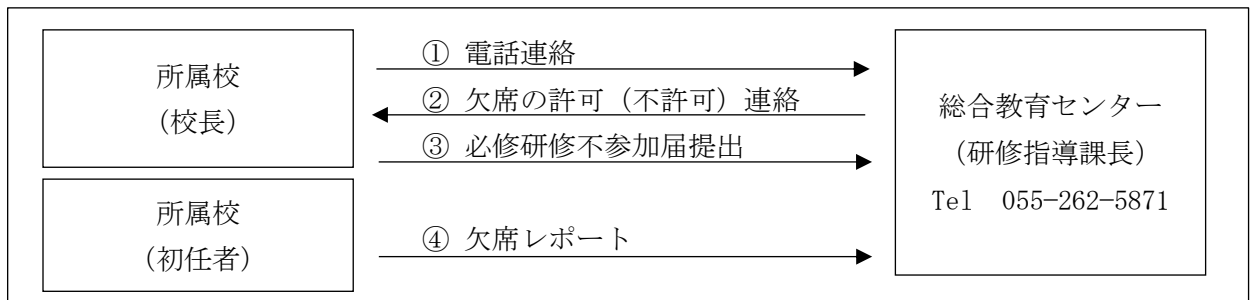 所属校
（校長）
① 電話連絡
② 欠席の許可（不許可）連絡
③ 必修研修不参加届提出
所属校
（初任者）
④ 欠席レポート
総合教育センター
（研修指導課長）
Tel　055-262-5871